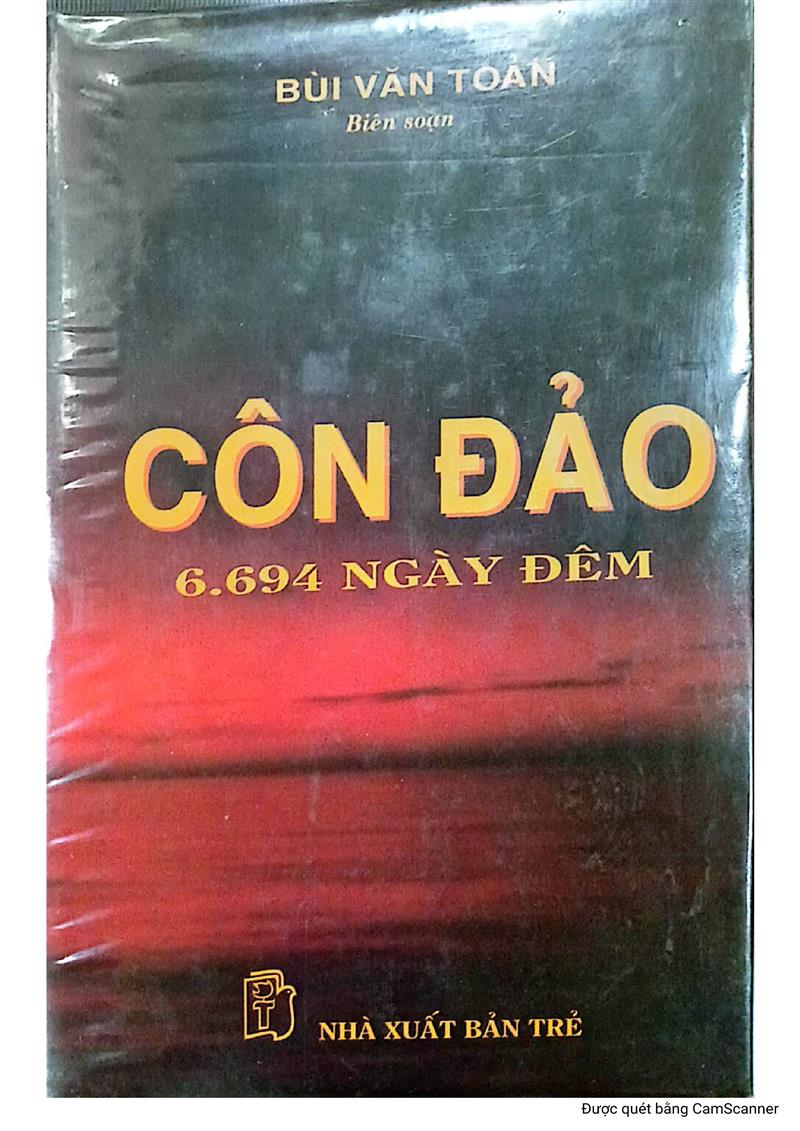 BÙI VĂN TOẢN
Biên soạn
CÔN ĐẢO
6.694 NGÀY ĐÊM
T
NHÀ XUẤT BẢN TRẺ
Được quét bằng CamScanner